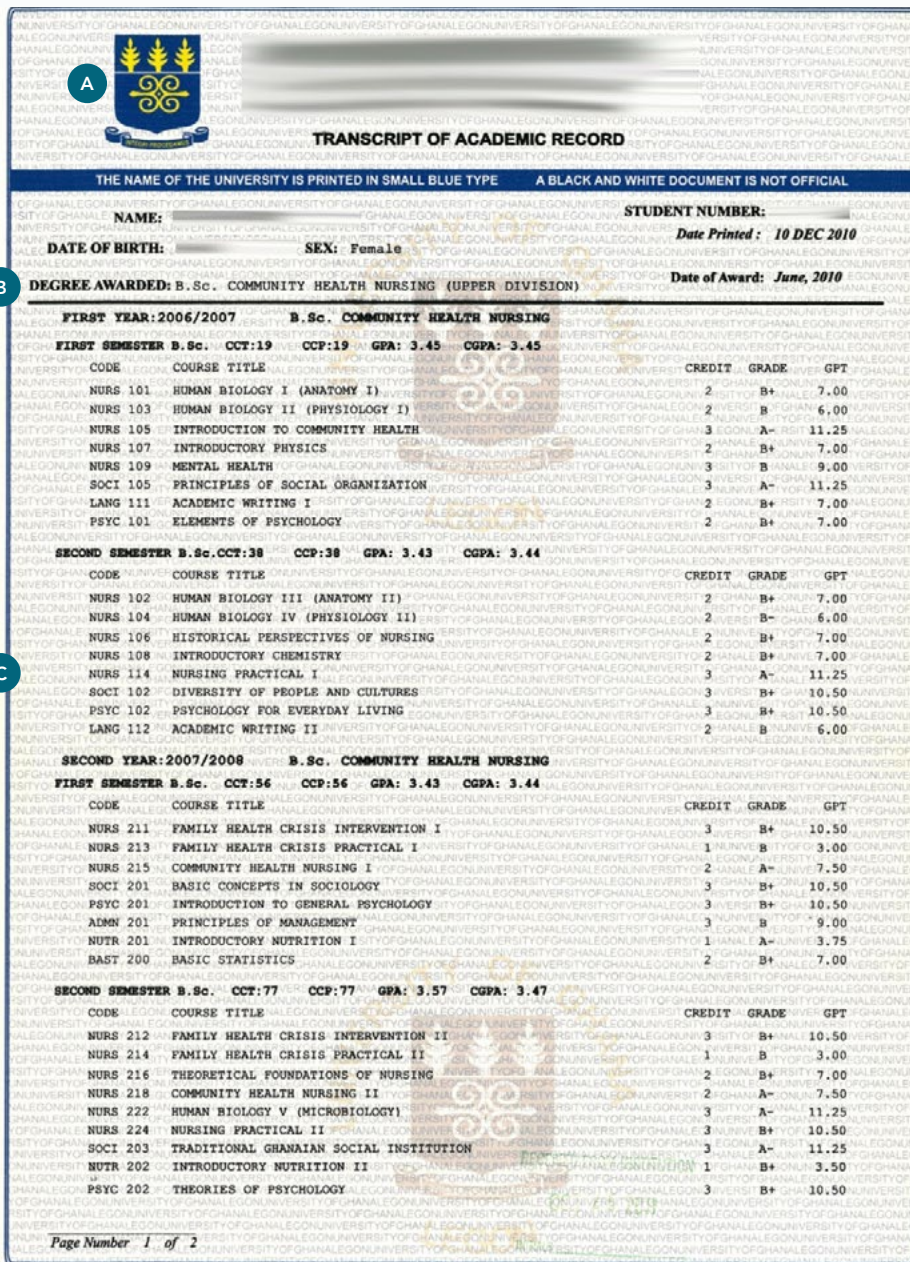 A
INTEGRI PROCEDAMUS
TRANSCRIPT OF ACADEMIC RECORD
THE NAME OF THE UNIVERSITY IS PRINTED IN SMALL BLUE TYPE A BLACK AND WHITE DOCUMENT IS NOT OFFICIAL
NAME: STUDENT NUMBER:
Date Printed : 10 DEC 2010
DATE OF BIRTH: SEX: Female
B
DEGREE AWARDED: B.Sc. COMMUNITY HEALTH NURSING (UPPER DIVISION) Date of Award: June, 2010
FIRST YEAR:2006/2007 B.Sc. COMMUNITY HEALTH NURSING
FIRST SEMESTER B.Sc. CCT:19 CCP:19 GPA: 3.45 CGPA: 3.45
CODE COURSE TITLE CREDIT GRADE GPT
NURS 101 HUMAN BIOLOGY I (ANATOMY I) 2 B+ 7.00
NURS 103 HUMAN BIOLOGY II (PHYSIOLOGY I) 2 B 6.00
NURS 105 INTRODUCTION TO COMMUNITY HEALTH 3 A- 11.25
NURS 107 INTRODUCTORY PHYSICS 2 B+ 7.00
NURS 109 MENTAL HEALTH 3 B 9.00
SOCI 105 PRINCIPLES OF SOCIAL ORGANIZATION 3 A- 11.25
LANG 111 ACADEMIC WRITING I 2 B+ 7.00
PSYC 101 ELEMENTS OF PSYCHOLOGY 2 B+ 7.00
SECOND SEMESTER B.Sc.CCT:38 CCP:38 GPA: 3.43 CGPA: 3.44
CODE COURSE TITLE CREDIT GRADE GPT
NURS 102 HUMAN BIOLOGY III (ANATOMY II) 2 B+ 7.00
NURS 104 HUMAN BIOLOGY IV (PHYSIOLOGY II) 2 B- 6.00
NURS 106 HISTORICAL PERSPECTIVES OF NURSING 2 B+ 7.00
NURS 108 INTRODUCTORY CHEMISTRY 2 B+ 7.00
C
NURS 114 NURSING PRACTICAL I 3 A- 11.25
SOCI 102 DIVERSITY OF PEOPLE AND CULTURES 3 B+ 10.50
PSYC 102 PSYCHOLOGY FOR EVERYDAY LIVING 3 B+ 10.50
LANG 112 ACADEMIC WRITING II 2 B 6.00
SECOND YEAR:2007/2008 B.Sc. COMMUNITY HEALTH NURSING
FIRST SEMESTER B.Sc. CCT:56 CCP:56 GPA: 3.43 CGPA: 3.44
CODE COURSE TITLE CREDIT GRADE GPT
NURS 211 FAMILY HEALTH CRISIS INTERVENTION I 3 B+ 10.50
NURS 213 FAMILY HEALTH CRISIS PRACTICAL I 1 B 3.00
NURS 215 COMMUNITY HEALTH NURSING I 2 A- 7.50
SOCI 201 BASIC CONCEPTS IN SOCIOLOGY 3 B+ 10.50
PSYC 201 INTRODUCTION TO GENERAL PSYCHOLOGY 3 B+ 10.50
ADMN 201 PRINCIPLES OF MANAGEMENT 3 B 9.00
NUTR 201 INTRODUCTORY NUTRITION I 1 A- 3.75
BAST 200 BASIC STATISTICS 2 B+ 7.00
SECOND SEMESTER B.Sc. CCT:77 CCP:77 GPA: 3.57 CGPA: 3.47
CODE COURSE TITLE CREDIT GRADE GPT
NURS 212 FAMILY HEALTH CRISIS INTERVENTION II 3 B+ 10.50
NURS 214 FAMILY HEALTH CRISIS PRACTICAL II 1 B 3.00
NURS 216 THEORETICAL FOUNDATIONS OF NURSING 2 B+ 7.00
NURS 218 COMMUNITY HEALTH NURSING II 2 A- 7.50
NURS 222 HUMAN BIOLOGY V (MICROBIOLOGY) 3 A- 11.25
NURS 224 NURSING PRACTICAL II 3 B+ 10.50
SOCI 203 TRADITIONAL GHANAIAN SOCIAL INSTITUTION 3 A- 11.25
NUTR 202 INTRODUCTORY NUTRITION II 1 B+ 3.50
PSYC 202 THEORIES OF PSYCHOLOGY 3 B+ 10.50
Page Number 1 of 2